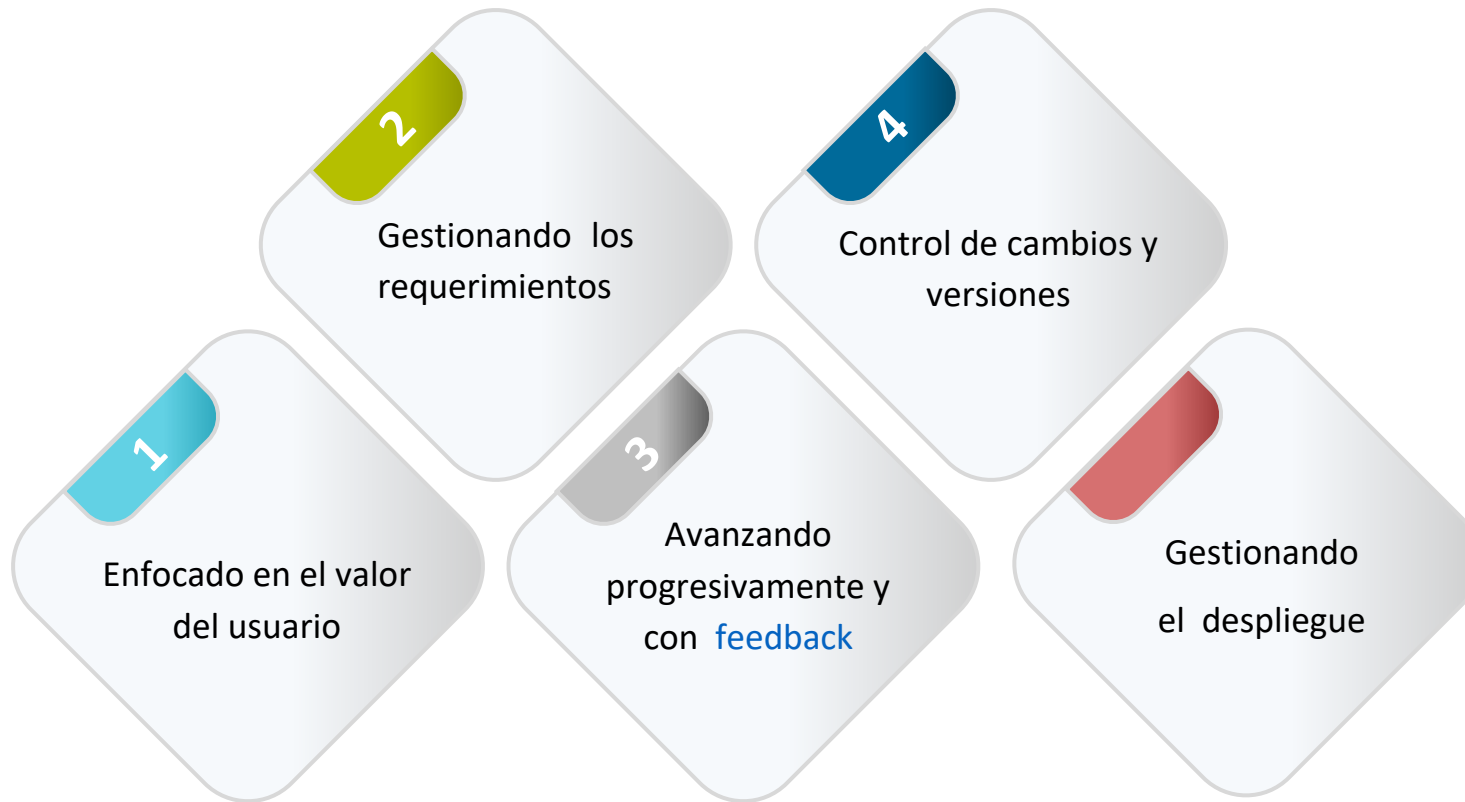 1
Enfocado en el valor
del usuario
2
Gestionando los
requerimientos
3
Avanzando
progresivamente y
con feedback
4
Control de cambios y
versiones
Gestionando
el despliegue